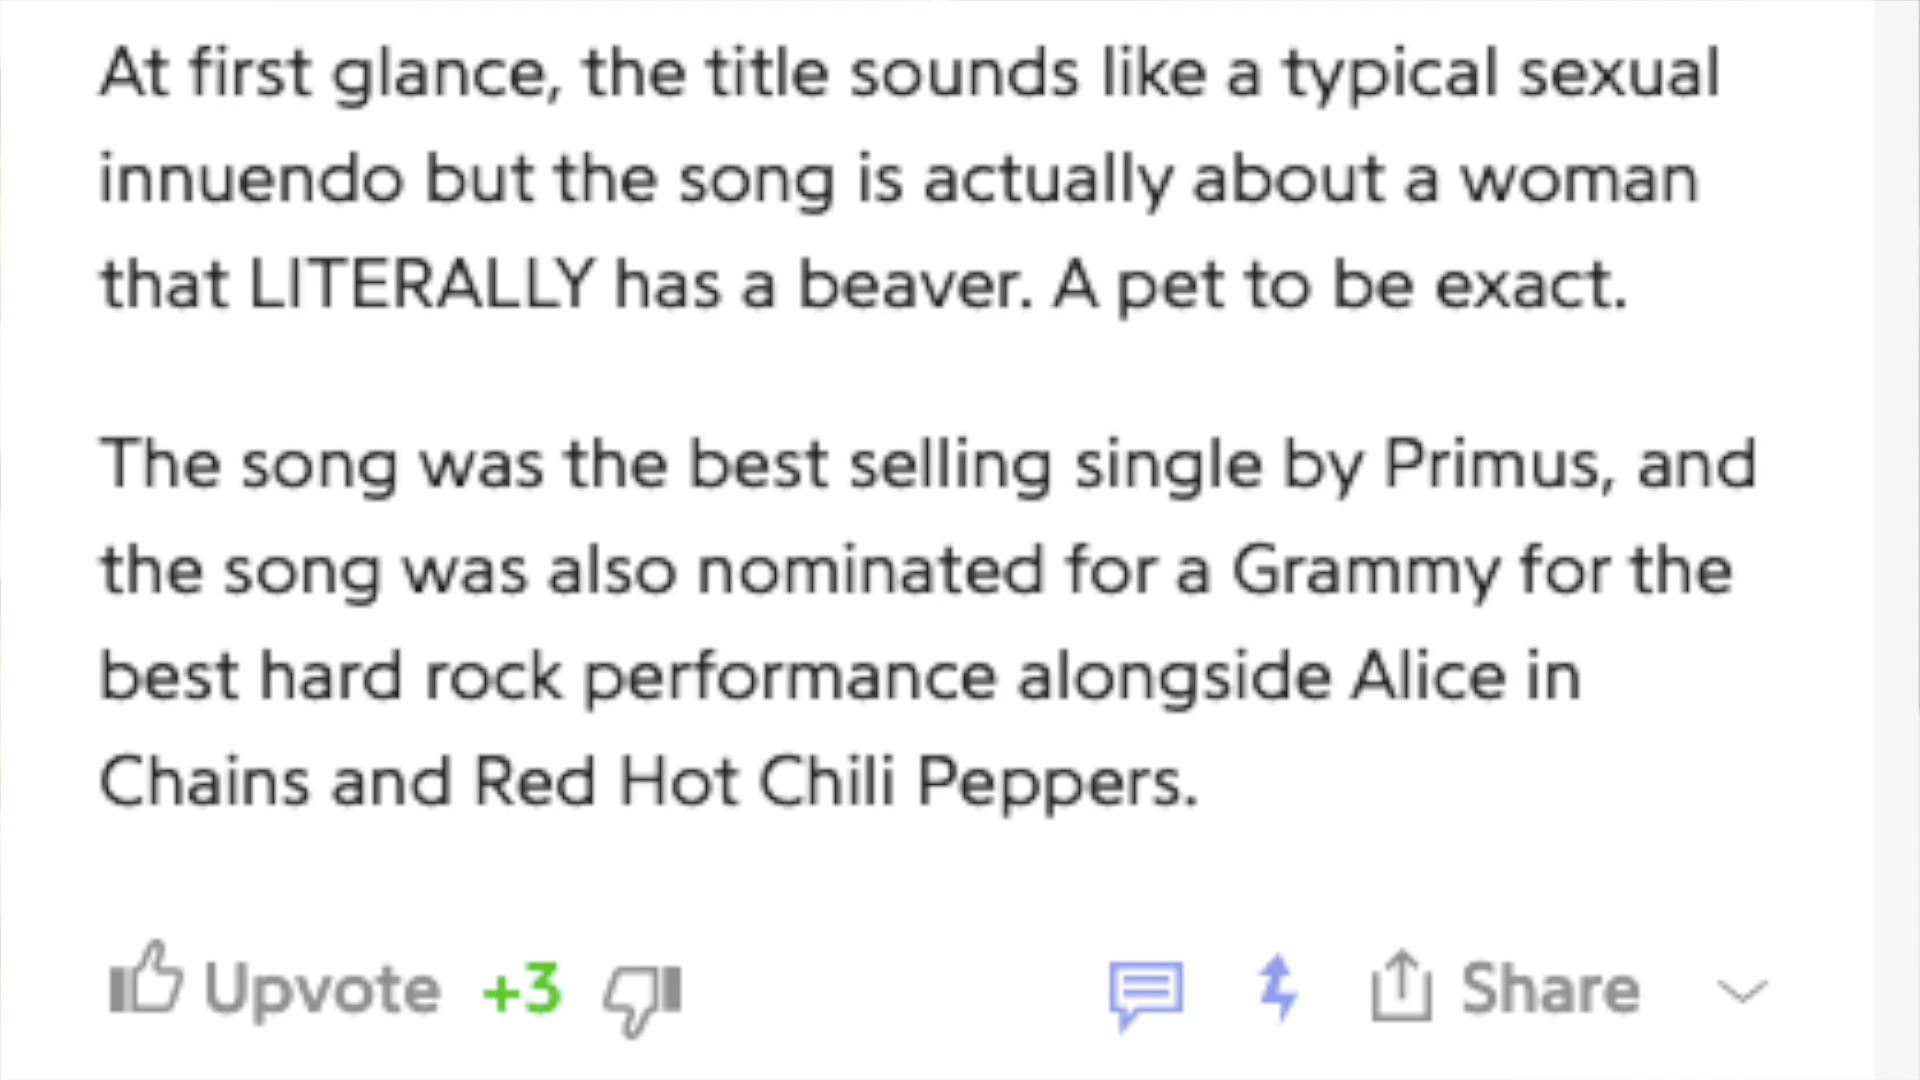 At first glance, the title sounds like a typical sexual
innuendo but the song is actually about a woman
that LITERALLY has a beaver. A pet to be exact.
The song was the best selling single by Primus, and
the song was also nominated for a Grammy for the
best hard rock performance alongside Alice in
Chains and Red Hot Chili Peppers.
Upvote +3 Share